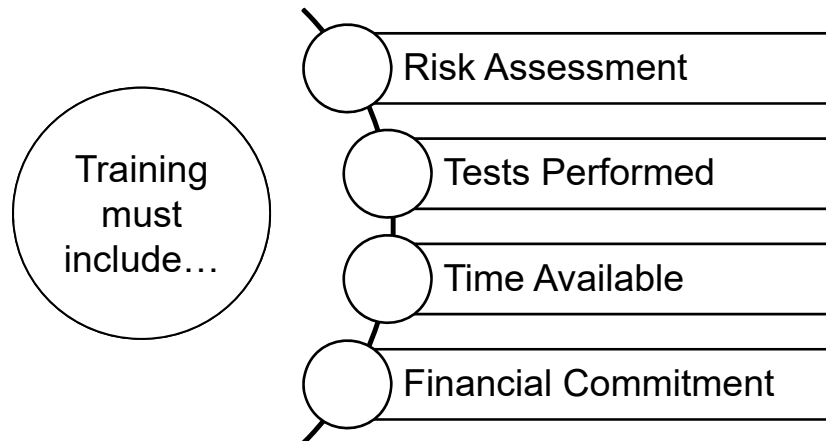 Training
must
include…
Risk Assessment
Tests Performed
Time Available
Financial Commitment